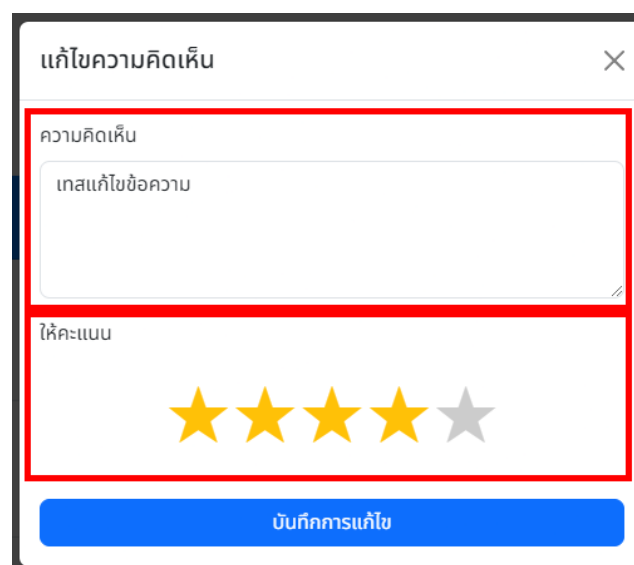 แก้ไขความคิดเห็น
ความคิดเห็น
เทสแก้ไขข้อความ
ให้คะแนน
บันทึกการแก้ไข